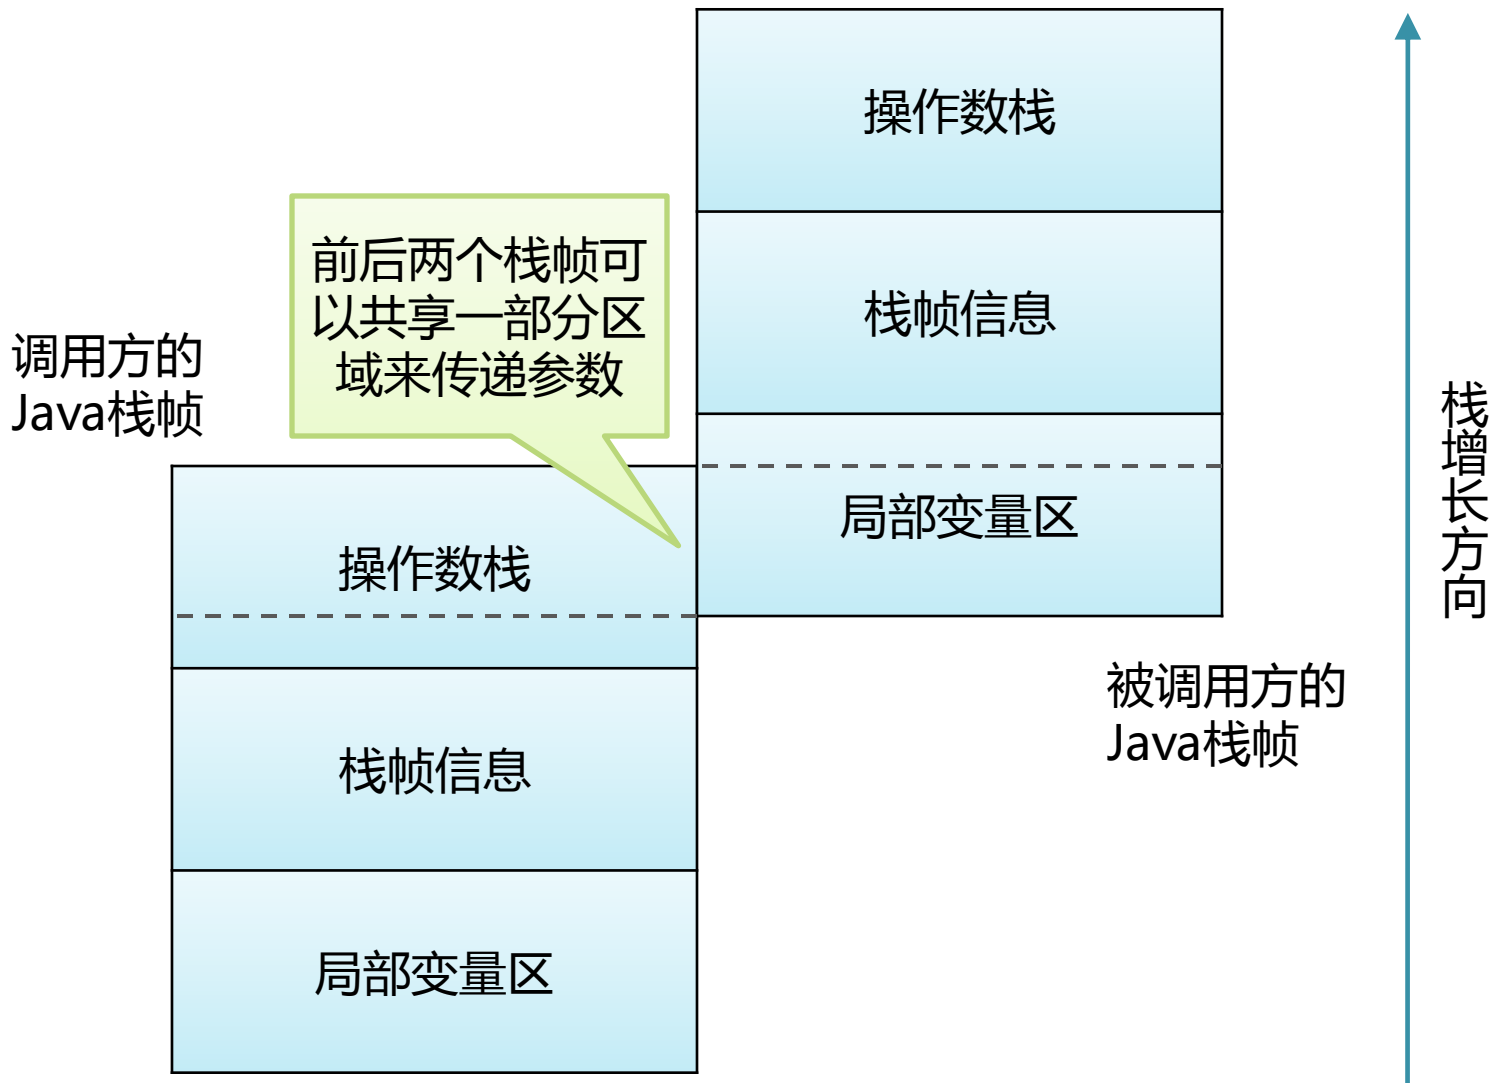 操作数栈
栈帧信息
局部变量区
前后两个栈帧可
以共享一部分区
域来传递参数
调用方的
Java栈帧
操作数栈
栈帧信息
局部变量区
被调用方的
Java栈帧
栈增长方向